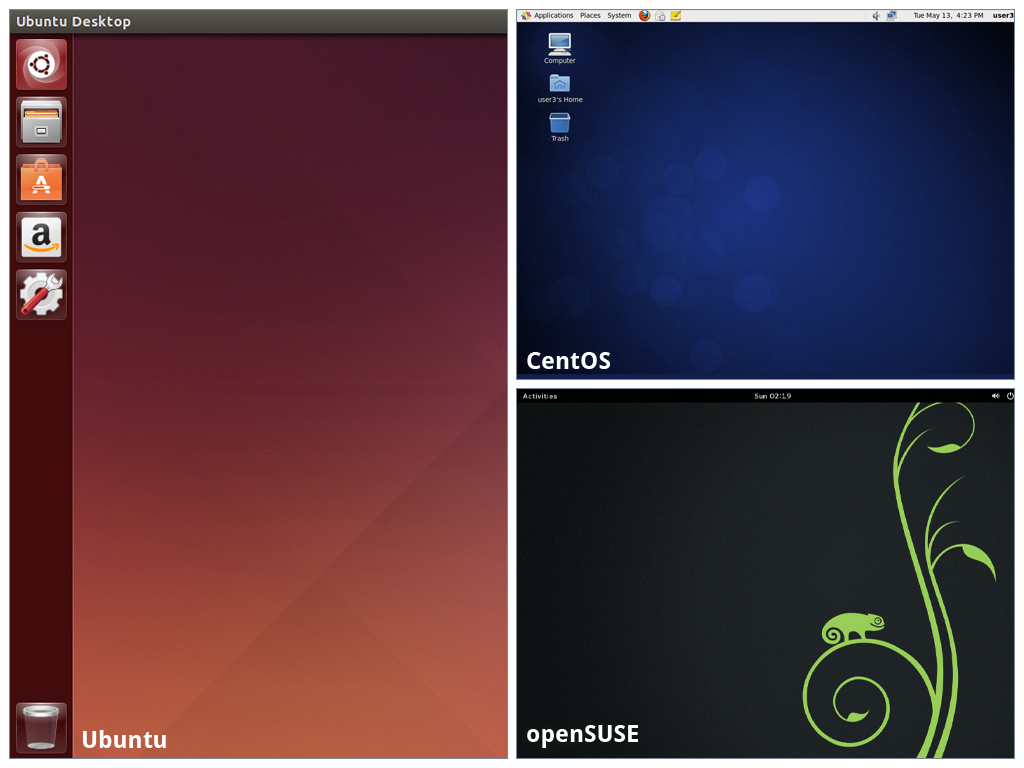 Ubuntu Desktop
A
a
Ubuntu
Applications Places System
Tue May 13, 4:23 PM user3
Computer
user3's Home
Trash
CentOS
Activities
Sun 02:19
openSUSE